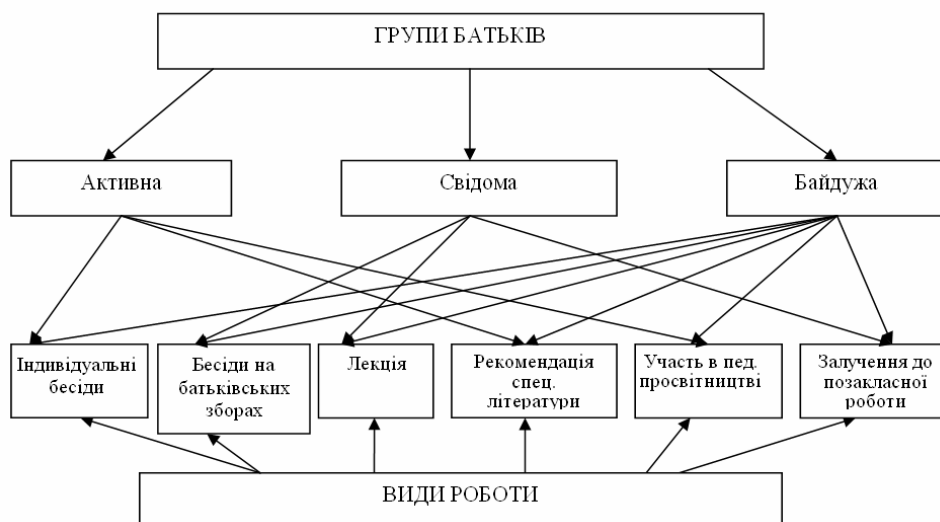 ГРУПИ БАТЬКІВ
Активна
Свідома
Байдужа
Індивідуальні
бесіди
Бесіди на
батьківських
зборах
Лекція
Рекомендація
спец.
літератури
Участь в пед.
просвітництві
Залучення до
позакласної
роботи
ВИДИ РОБОТИ